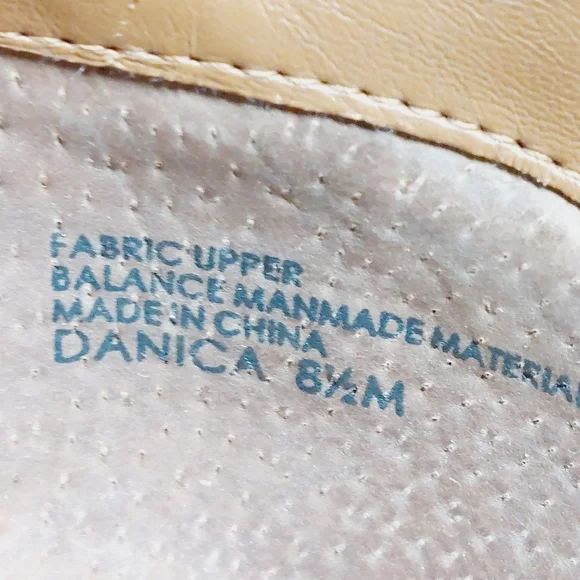 FABRIC UPPER
BALANCE MANMADE MATERIAL
MADE IN CHINA
DANICA 8½M